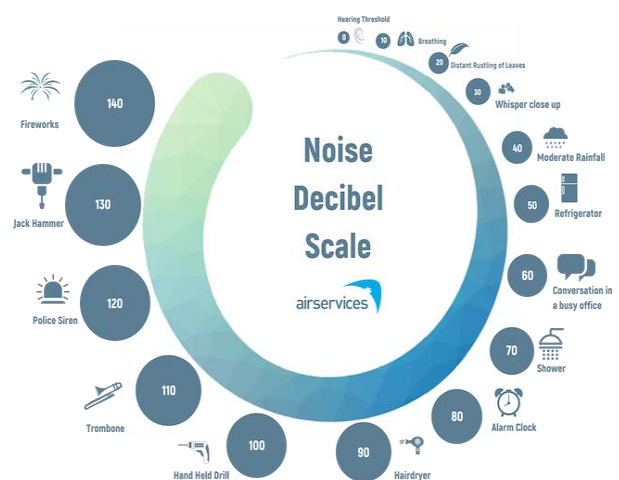 Hearing Threshold
0
10
Breathing
20
Distant Rustling of Leaves
30
Whisper close up
40
Moderate Rainfall
50
Refrigerator
60
Conversation in
a busy office
70
Shower
80
Alarm Clock
90
Hairdryer
100
Hand Held Drill
110
Trombone
120
Police Siren
130
Jack Hammer
140
Fireworks
Noise
Decibel
Scale
airservices